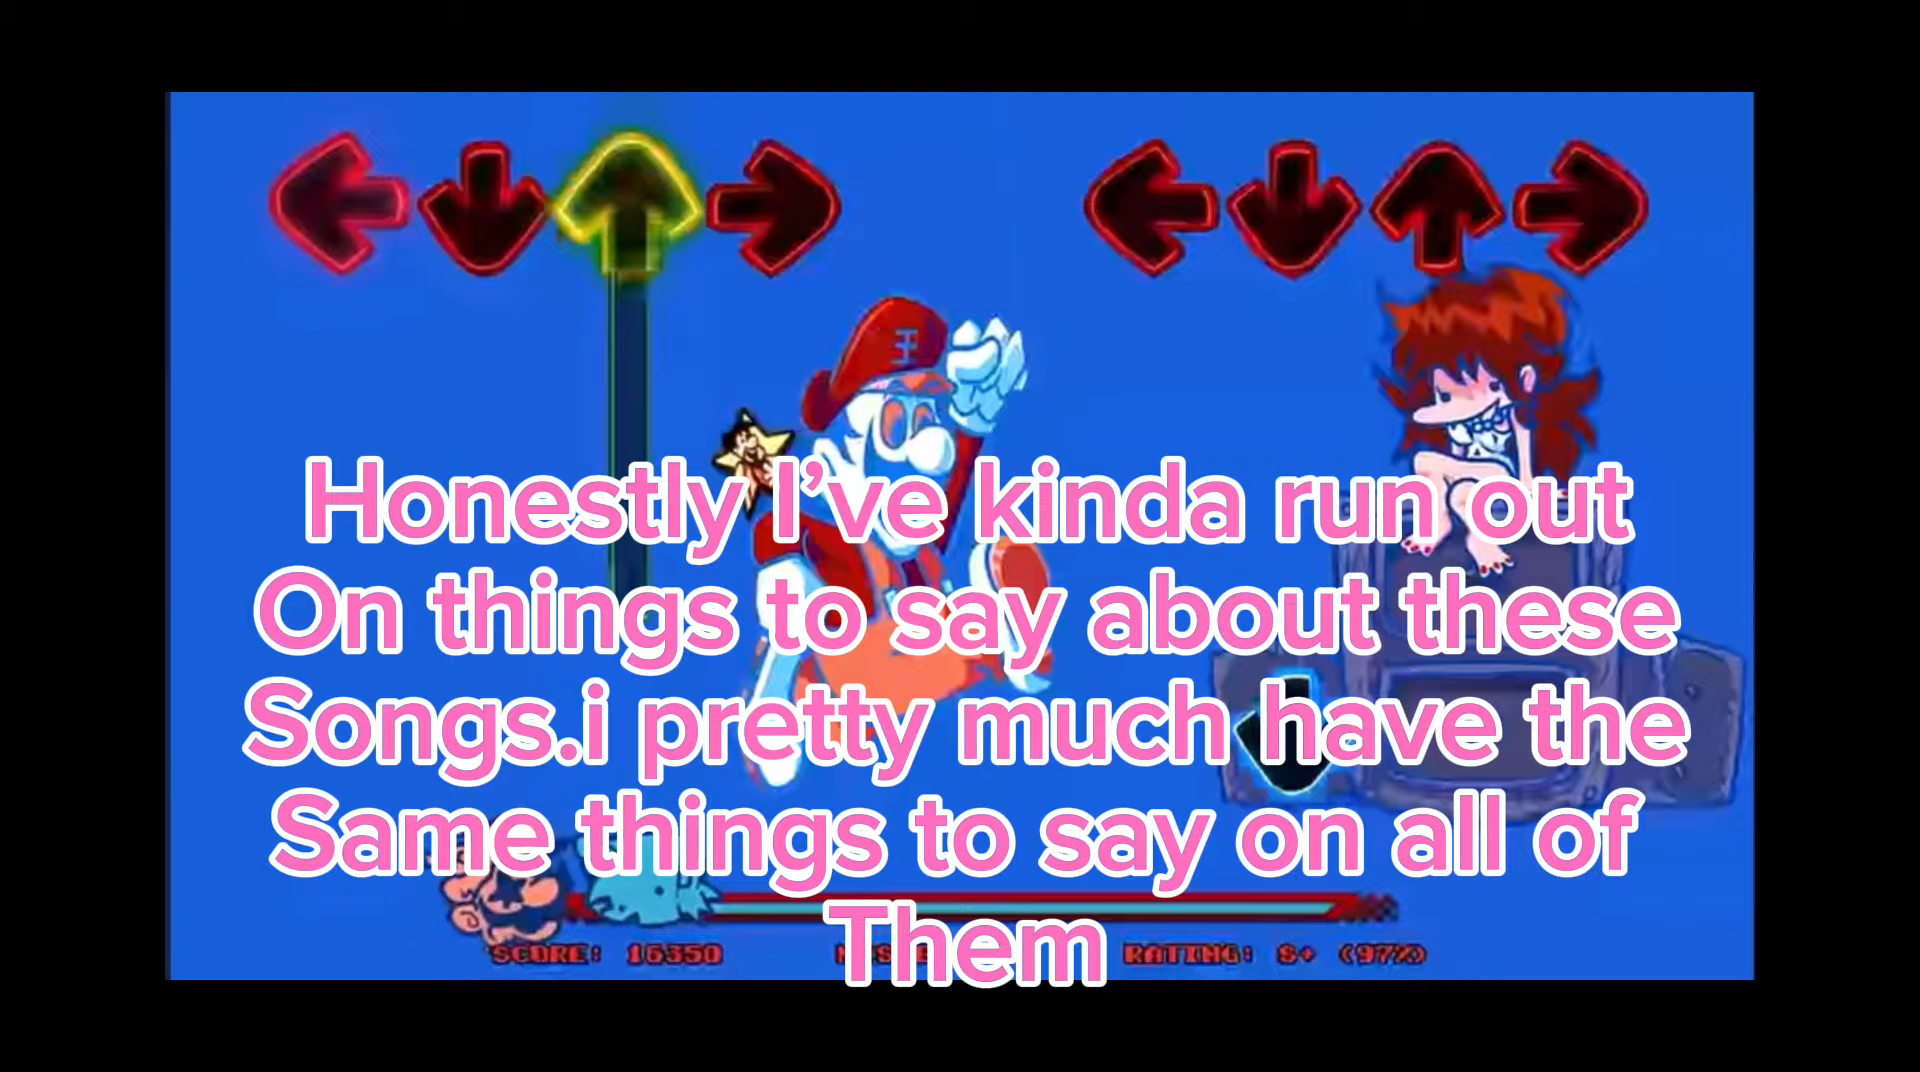 Honestly I’ve kinda run out
On things to say about these
Songs.i pretty much have the
Same things to say on all of
Them
SCORE: 16350
RATING: S+ (97%)